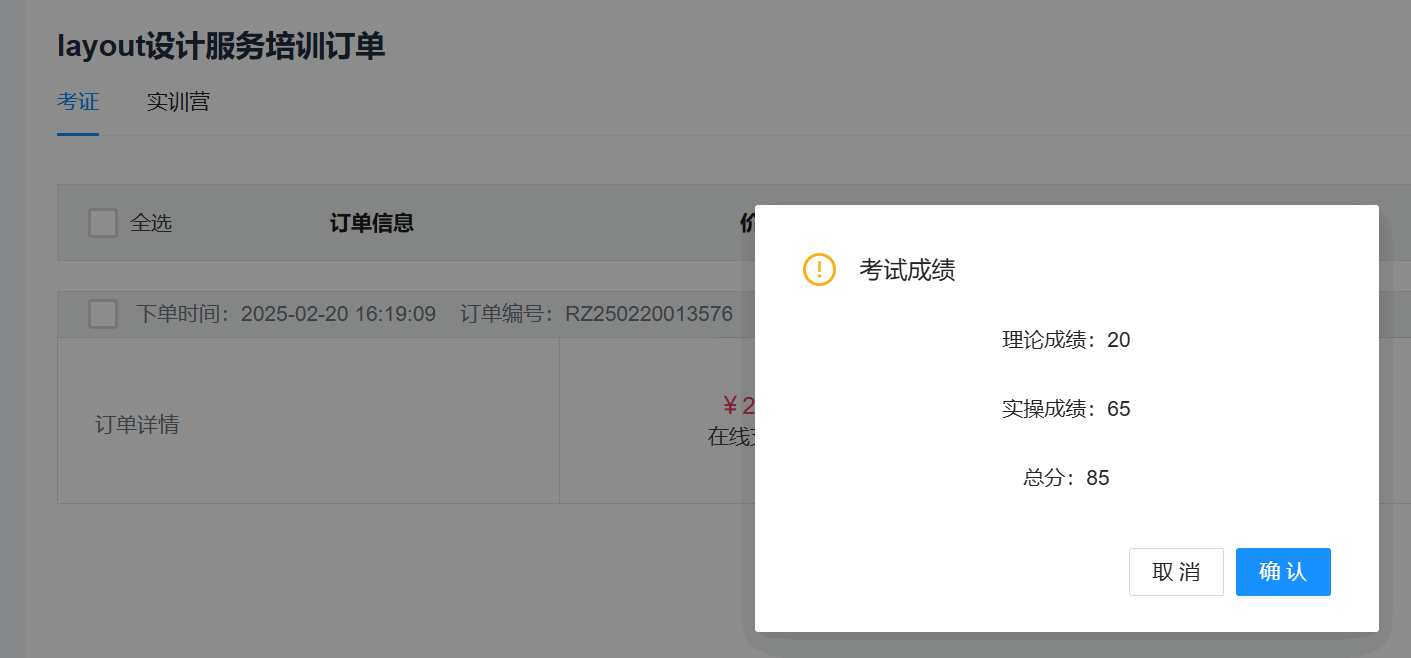 layout设计服务培训订单
考证 实训营
全选 订单信息 价
下单时间：2025-02-20 16:19:09 订单编号：RZ250220013576
订单详情
¥2
在线
考试成绩
理论成绩：20
实操成绩：65
总分：85
取 消 确 认